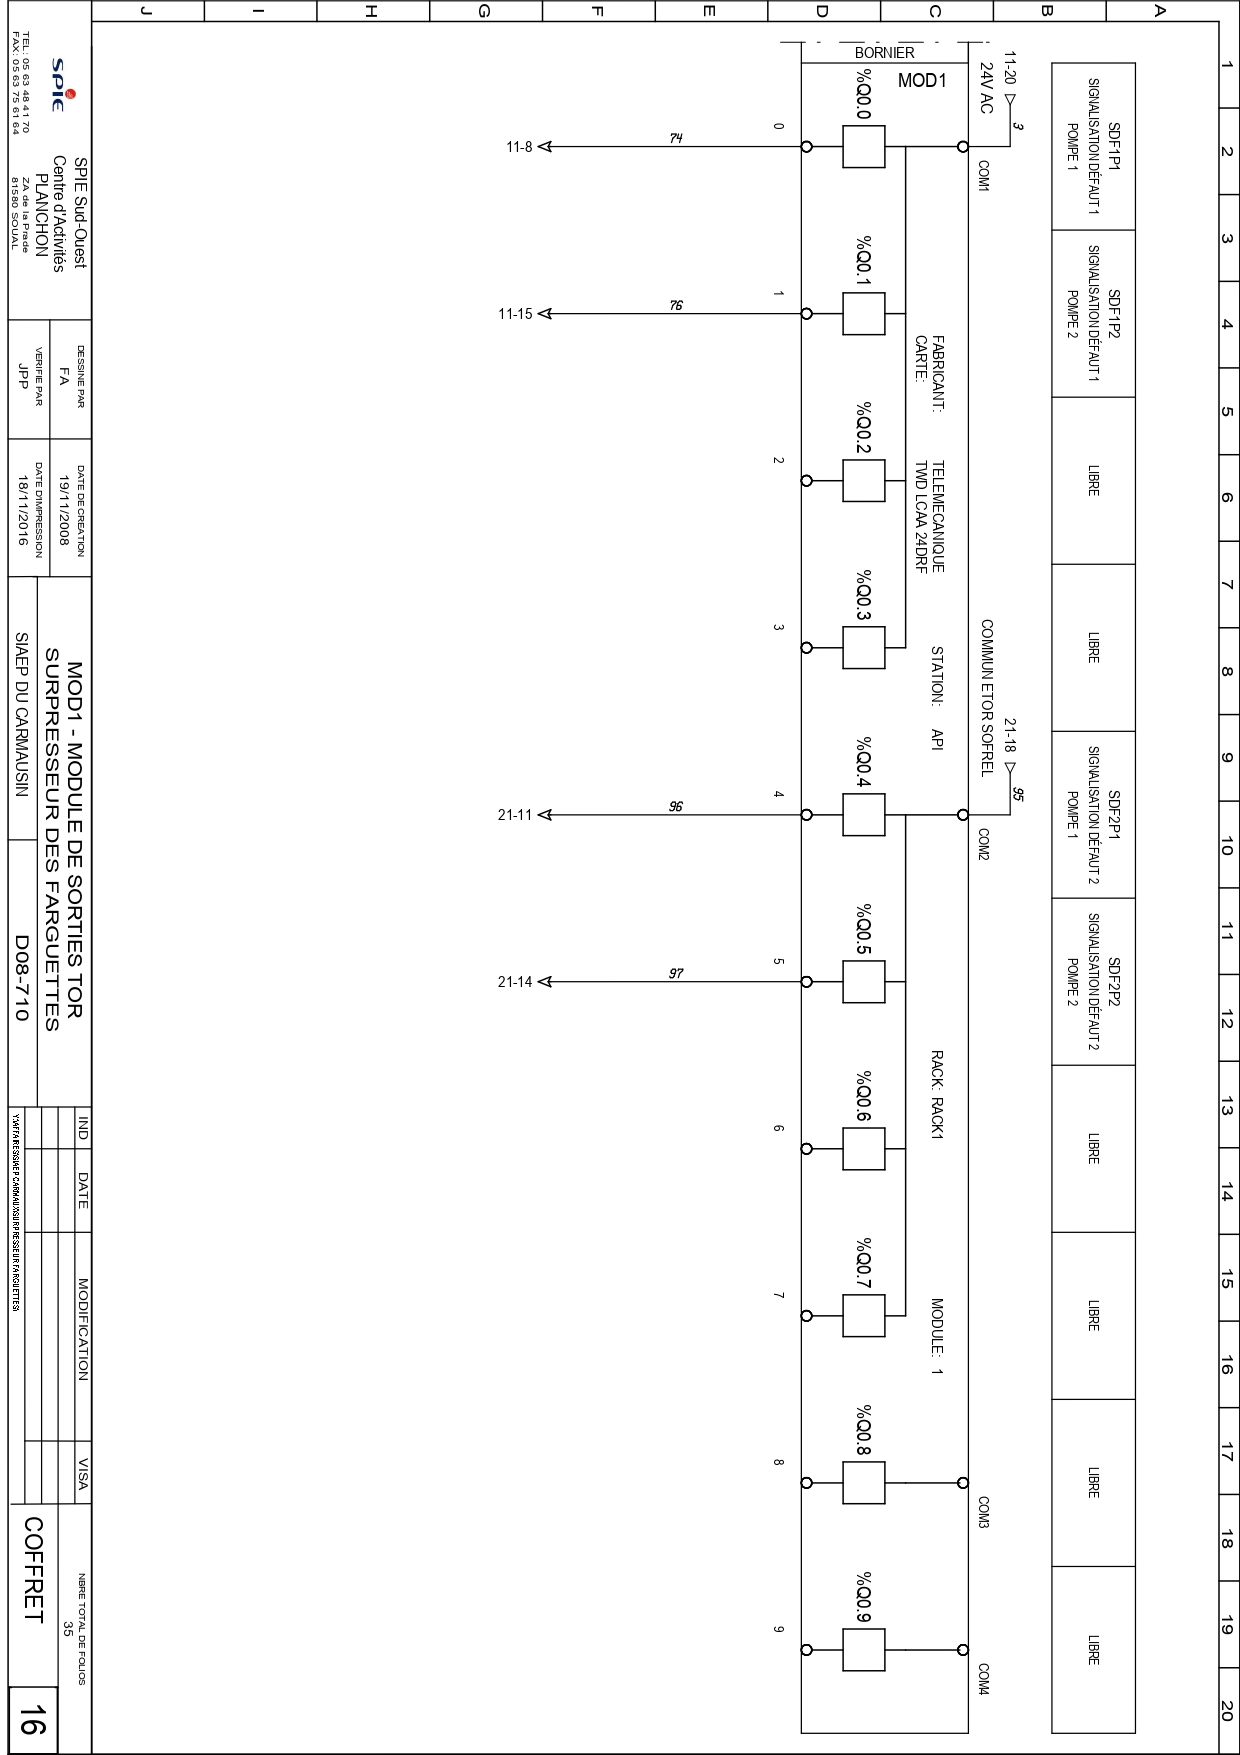 1
2
3
4
5
6
7
8
9
10
11
12
13
14
15
16
17
18
19
20
A
B
C
D
E
F
G
H
I
J
SDF1P1
SIGNALISATION DÉFAUT 1
POMPE 1
SDF1P2
SIGNALISATION DÉFAUT 1
POMPE 2
LIBRE
LIBRE
SDF2P1
SIGNALISATION DÉFAUT 2
POMPE 1
SDF2P2
SIGNALISATION DÉFAUT 2
POMPE 2
LIBRE
LIBRE
LIBRE
LIBRE
11-20
3
24V AC
COM1
21-18
95
COMMUN ETOR SOFREL
COM2
COM3
COM4
BORNIER
MOD1
FABRICANT: TELEMECANIQUE
CARTE: TWD LCAA 24DRF
STATION: API
RACK: RACK1
MODULE: 1
%Q0.0
%Q0.1
%Q0.2
%Q0.3
%Q0.4
%Q0.5
%Q0.6
%Q0.7
%Q0.8
%Q0.9
0
1
2
3
4
5
6
7
8
9
74
76
96
97
11-8
11-15
21-11
21-14
SPIE
TEL: 05 63 48 41 70
FAX: 05 63 75 61 64
SPIE Sud-Ouest
Centre d'Activités
PLANCHON
ZA de la Prade
81580 SOUAL
DESSINE PAR
FA
VERIFIE PAR
JPP
DATE DE CREATION
19/11/2008
DATE D'IMPRESSION
18/11/2016
MOD1 - MODULE DE SORTIES TOR
SURPRESSEUR DES FARGUETTES
SIAEP DU CARMAUSIN
D08-710
IND
DATE
MODIFICATION
VISA
NBRE TOTAL DE FOLIOS
35
COFFRET
16